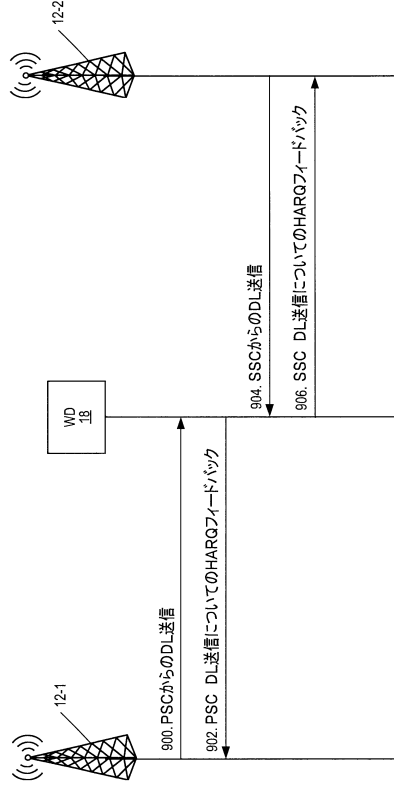 12-1
WD
18
12-2
900. PSCからのDL送信
902. PSC DL送信についてのHARQフィードバック
904. SSCからのDL送信
906. SSC DL送信についてのHARQフィードバック